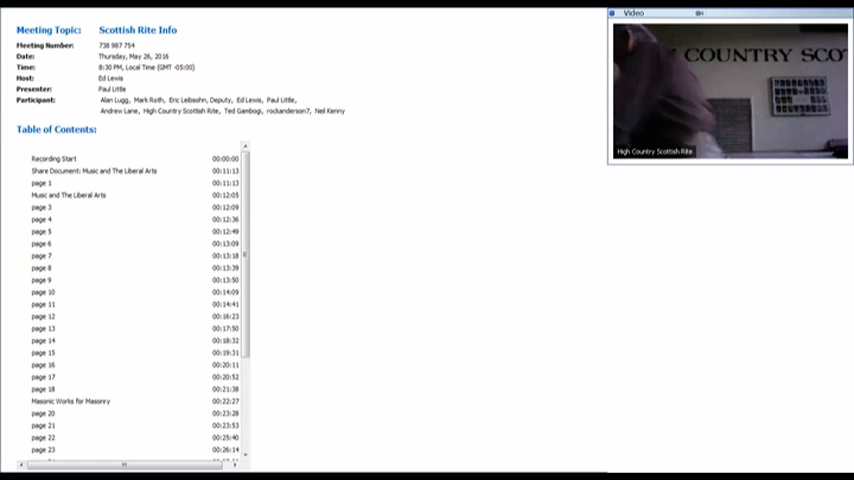 Meeting Topic: Scottish Rite Info
Meeting Number: 738 987 754
Date: Thursday, May 26, 2016
Time: 8:30 PM, Local Time (GMT -05:00)
Host: Ed Lewis
Presenter: Paul Little
Participant: Alan Lugg, Mark Roth, Eric Leibsohn, Deputy, Ed Lewis, Paul Little,
Andrew Lane, High Country Scottish Rite, Ted Gambogi, rockanderson7, Neil Kenny
Table of Contents:
Recording Start 00:00:00
Share Document: Music and The Liberal Arts 00:11:13
page 1 00:11:13
Music and The Liberal Arts 00:12:05
page 3 00:12:09
page 4 00:12:36
page 5 00:12:49
page 6 00:13:09
page 7 00:13:18
page 8 00:13:39
page 9 00:13:50
page 10 00:14:09
page 11 00:14:41
page 12 00:16:23
page 13 00:17:50
page 14 00:18:32
page 15 00:19:31
page 16 00:20:11
page 17 00:20:52
page 18 00:21:38
Masonic Works for Masonry 00:22:27
page 20 00:23:28
page 21 00:23:53
page 22 00:25:40
page 23 00:26:14
Video
COUNTRY SCOT
High Country Scottish Rite